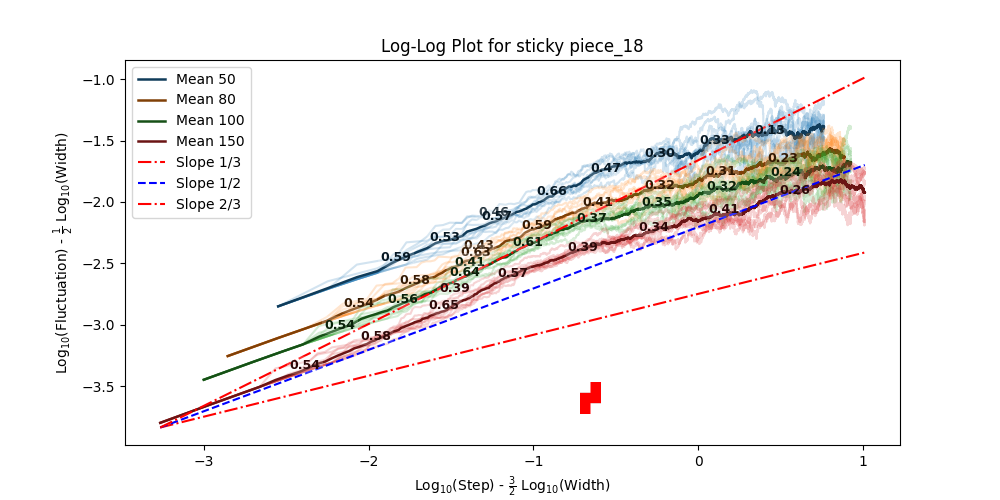 Log-Log Plot for sticky piece_18
Log₁₀(Fluctuation) - 1/2 Log₁₀(Width)
−1.0
−1.5
−2.0
−2.5
−3.0
−3.5
Mean 50
Mean 80
Mean 100
Mean 150
Slope 1/3
Slope 1/2
Slope 2/3
0.59 0.53 0.46 0.57 0.66 0.47 0.30 0.33 0.13
0.54 0.58 0.43 0.63 0.59 0.41 0.32 0.31 0.23
0.54 0.56 0.41 0.64 0.61 0.37 0.35 0.32 0.24
0.54 0.58 0.65 0.39 0.57 0.39 0.34 0.41 0.26
−3 −2 −1 0 1
Log₁₀(Step) - 3/2 Log₁₀(Width)